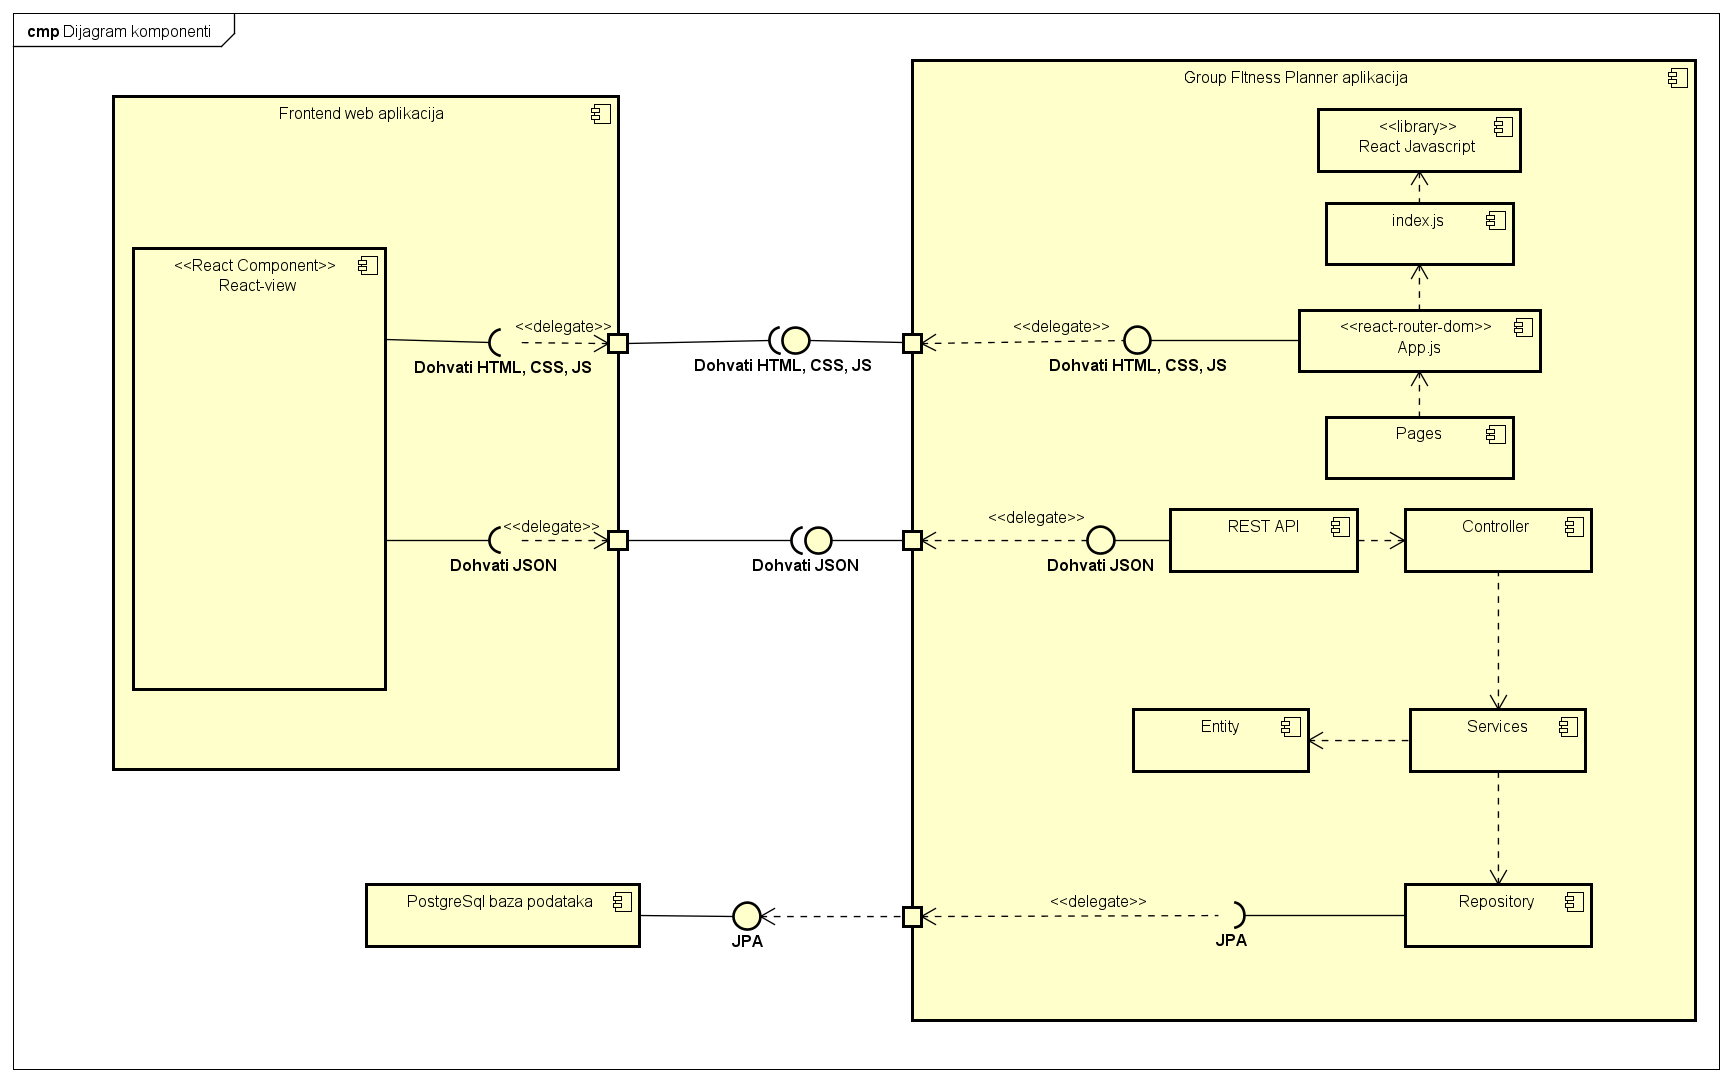 cmp Dijagram komponenti
Group FItness Planner aplikacija
Frontend web aplikacija
<<library>>
React Javascript
index.js
<<React Component>>
React-view
<<delegate>>
Dohvati HTML, CSS, JS
Dohvati HTML, CSS, JS
<<delegate>>
Dohvati HTML, CSS, JS
<<react-router-dom>>
App.js
Pages
<<delegate>>
Dohvati JSON
Dohvati JSON
<<delegate>>
Dohvati JSON
REST API
Controller
Entity
Services
PostgreSql baza podataka
JPA
<<delegate>>
JPA
Repository